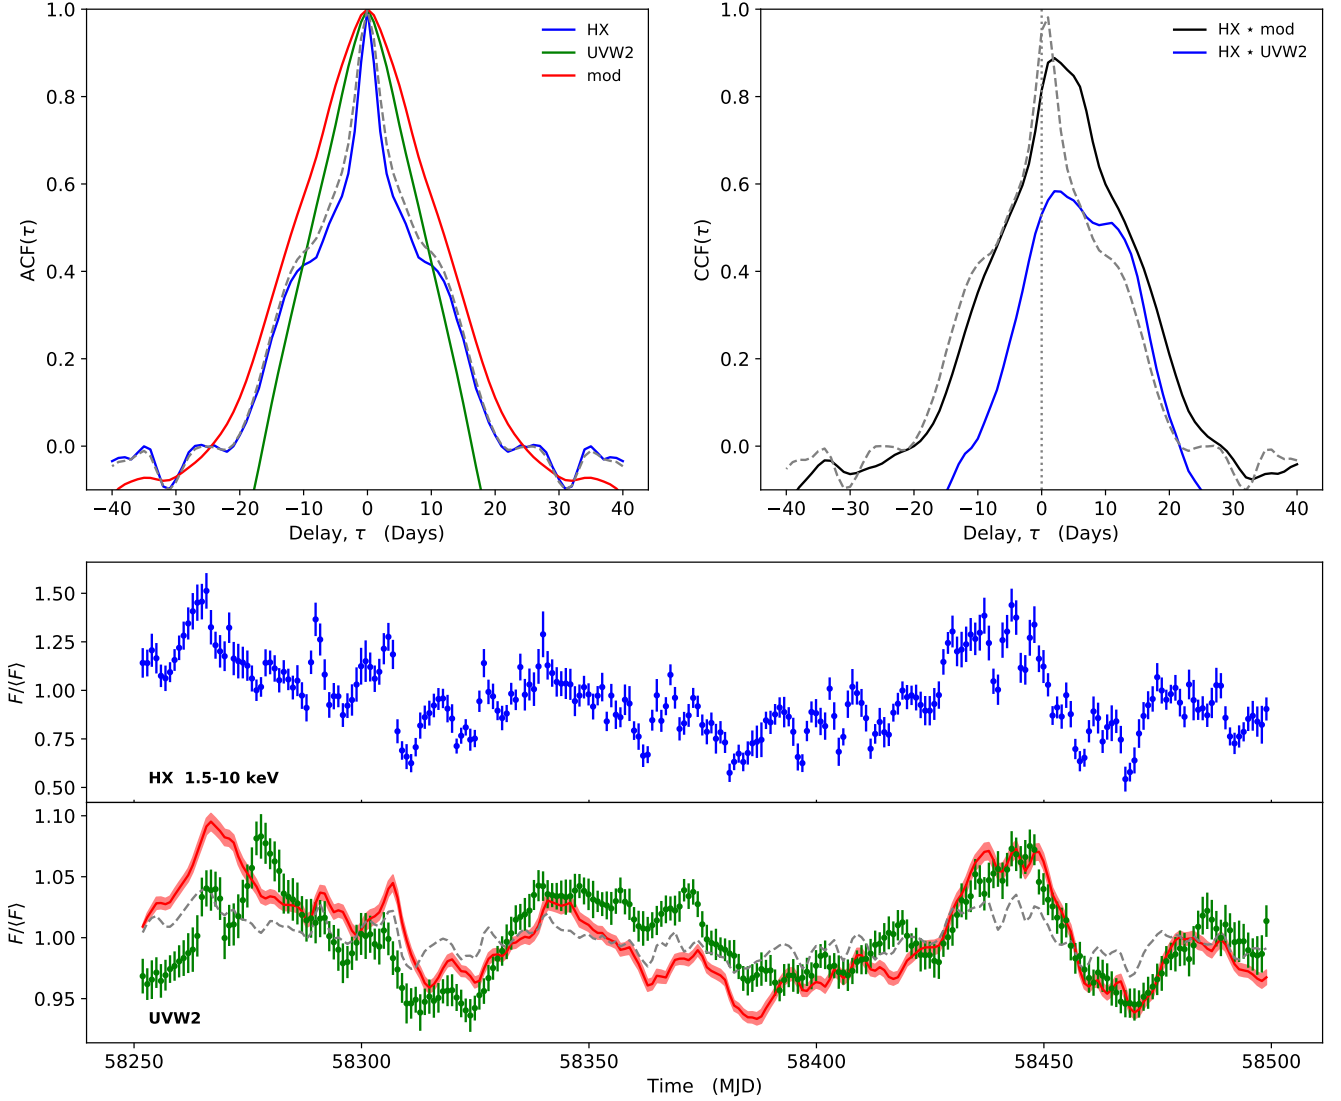 1.0
0.8
0.6
0.4
0.2
0.0
ACF(τ)
HX
UVW2
mod
−40 −30 −20 −10 0 10 20 30 40
Delay, τ (Days)
1.0
0.8
0.6
0.4
0.2
0.0
CCF(τ)
HX ⋆ mod
HX ⋆ UVW2
−40 −30 −20 −10 0 10 20 30 40
Delay, τ (Days)
1.50
1.25
1.00
0.75
0.50
F/⟨F⟩
HX 1.5-10 keV
1.10
1.05
1.00
0.95
F/⟨F⟩
UVW2
58250 58300 58350 58400 58450 58500
Time (MJD)